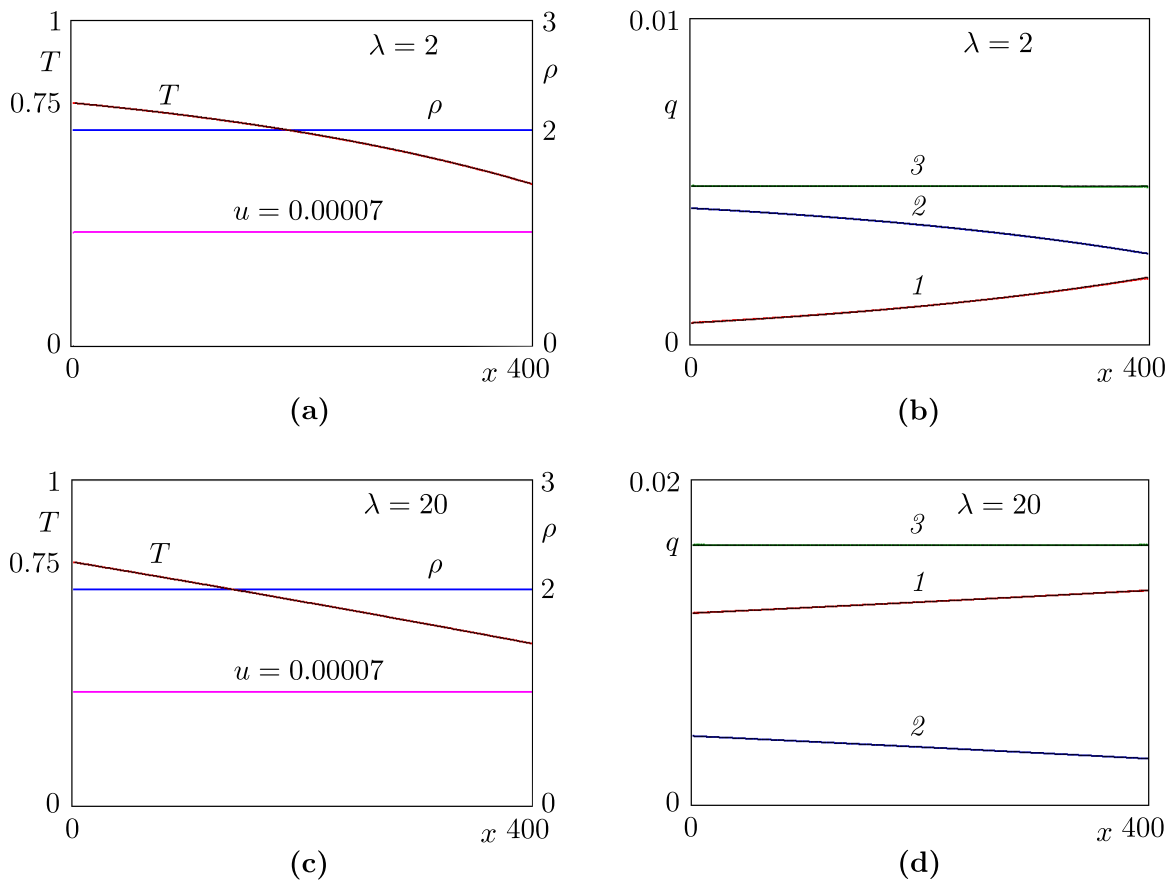 1 λ = 2 3
T ρ
0.75 T ρ 2
u = 0.00007
0 0
0 x 400
(a)
0.01 λ = 2
q
3
2
1
0
0 x 400
(b)
1 λ = 20 3
T ρ
0.75 T ρ 2
u = 0.00007
0 0
0 x 400
(c)
0.02 λ = 20
3
q
1
2
0
0 x 400
(d)